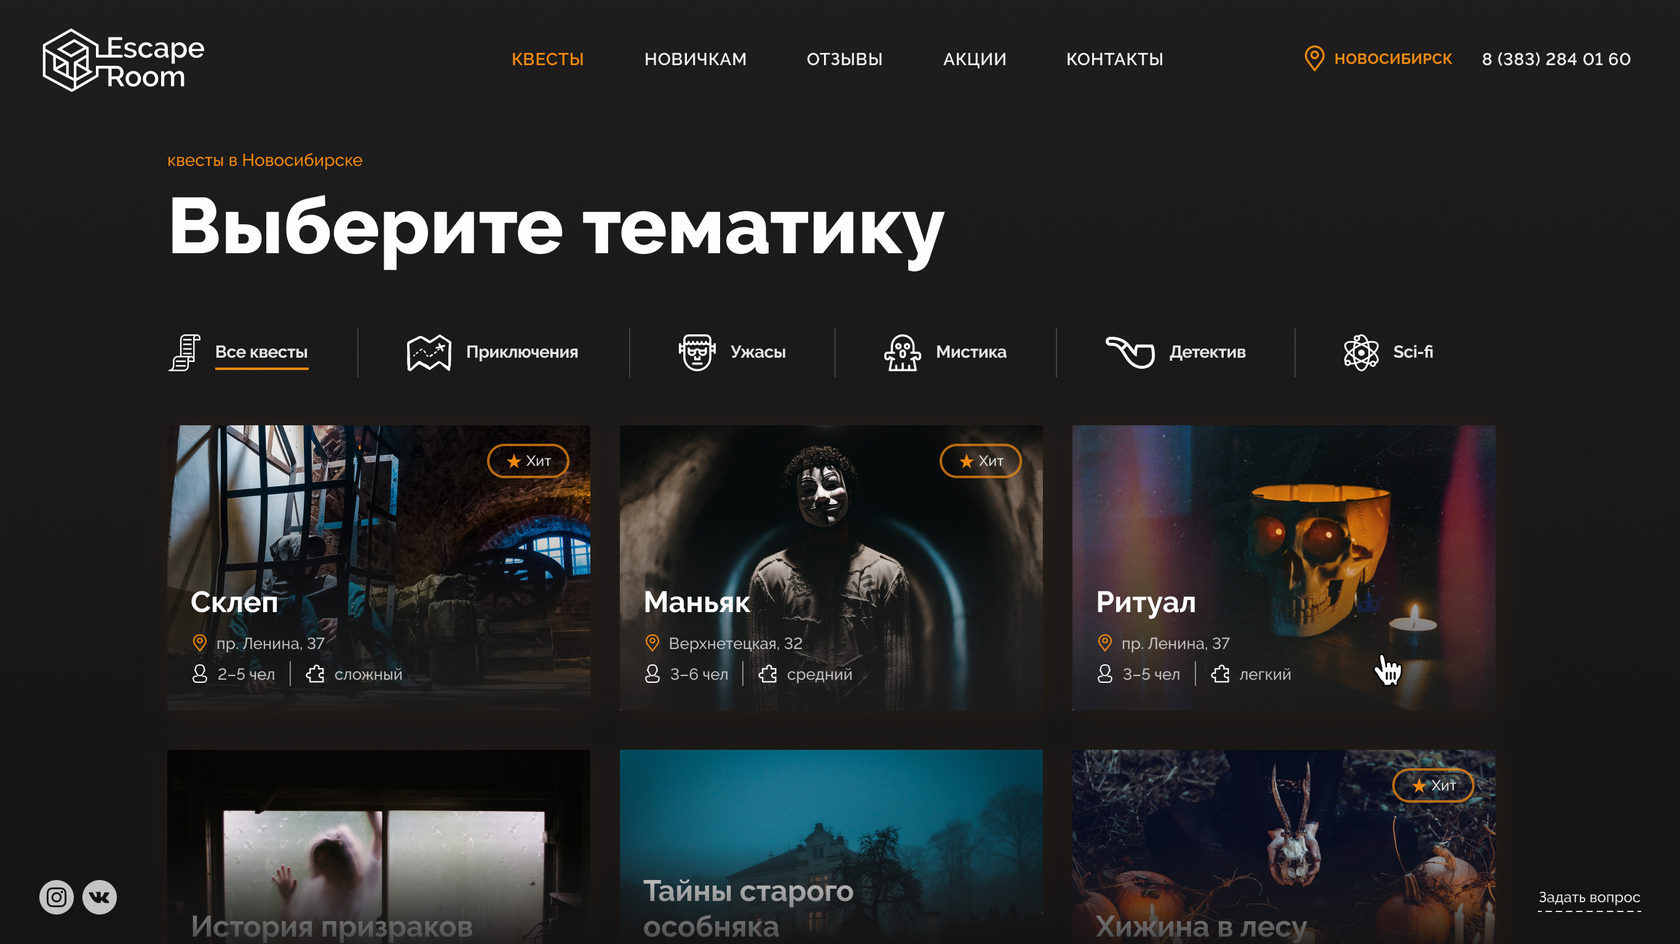 Escape
Room
КВЕСТЫ
НОВИЧКАМ
ОТЗЫВЫ
АКЦИИ
КОНТАКТЫ
НОВОСИБИРСК
8 (383) 284 01 60
квесты в Новосибирске
Выберите тематику
Все квесты
Приключения
Ужасы
Мистика
Детектив
Sci-fi
Хит
Склеп
пр. Ленина, 37
2–5 чел
сложный
Хит
Маньяк
Верхнетецкая, 32
3–6 чел
средний
Ритуал
пр. Ленина, 37
3–5 чел
легкий
История призраков
Тайны старого
особняка
Хит
Хижина в лесу
Задать вопрос